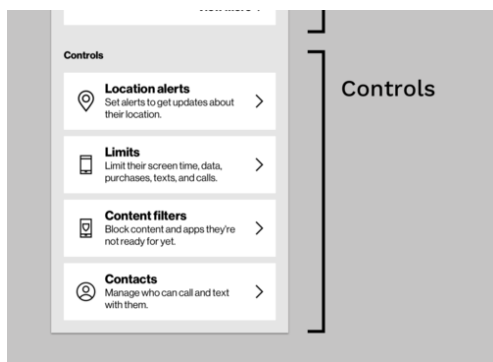 Controls
Location alerts
Set alerts to get updates about
their location.
Limits
Limit their screen time, data,
purchases, texts, and calls.
Content filters
Block content and apps they're
not ready for yet.
Contacts
Manage who can call and text
with them.
Controls